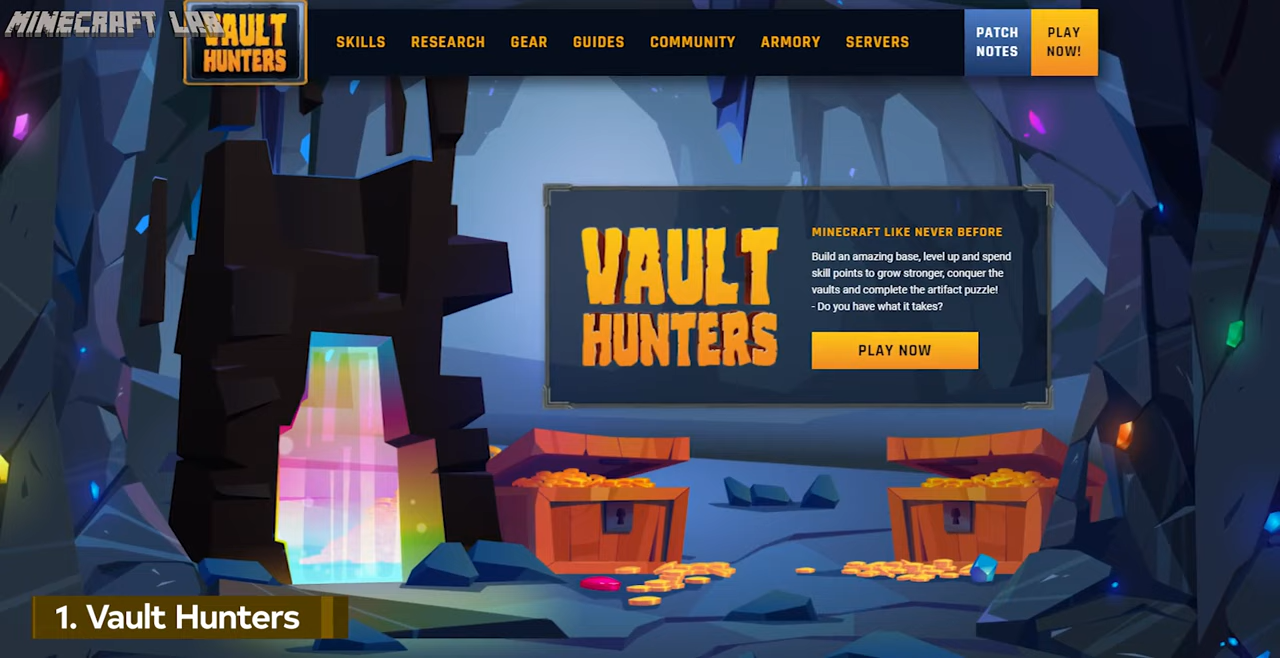 MINECRAFT LAB
VAULT
HUNTERS
SKILLS RESEARCH GEAR GUIDES COMMUNITY ARMORY SERVERS
PATCH
NOTES
PLAY
NOW!
VAULT
HUNTERS
MINECRAFT LIKE NEVER BEFORE
Build an amazing base, level up and spend
skill points to grow stronger, conquer the
vaults and complete the artifact puzzle!
- Do you have what it takes?
PLAY NOW
1. Vault Hunters